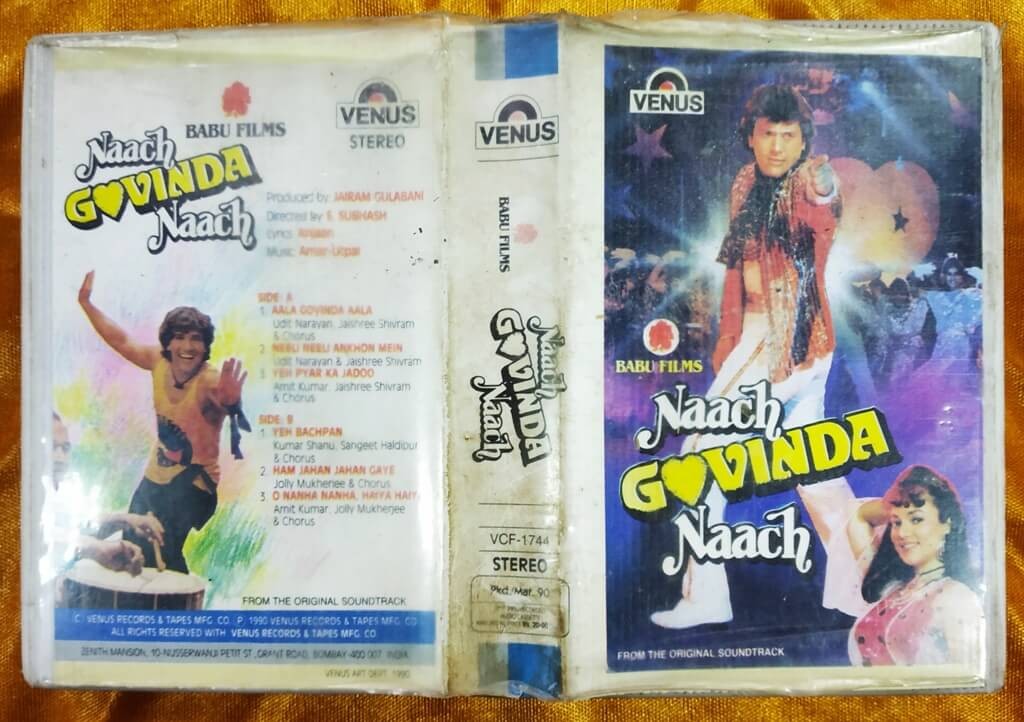 BABU FILMS
VENUS
STEREO
Naach
GOVINDA
Naach
Produced by: JAIRAM GULABANI
Directed by S. SUBHASH
Lyrics Anjaan
Music Amar-Utpal
SIDE: A
1. AALA GOVINDA AALA
Udit Narayan, Jaishree Shivram
& Chorus
2 NEELI NEELI ANKHON MEIN
Udit Narayan & Jaishree Shivram
3 YEH PYAR KA JADOO
Amit Kumar, Jaishree Shivram
& Chorus
SIDE: B
1. YEH BACHPAN
Kumar Shanu, Sangeet Haldipur
& Chorus
2 HAM JAHAN JAHAN GAYE
Jolly Mukherjee & Chorus
3 O NANHA NANHA, HAIYA HAIY
Amit Kumar, Jolly Mukherjee
& Chorus
FROM THE ORIGINAL SOUNDTRACK
C : VENUS RECORDS & TAPES MFG. CO. P : 1990 VENUS RECORDS & TAPES MFG. CO.
ALL RIGHTS RESERVED WITH VENUS RECORDS & TAPES MFG. CO.
ZENITH MANSION, 10-NUSSERWANJI PETIT ST., GRANT ROAD, BOMBAY-400 007 INDIA
VENUS ART DEPT. 1990
VENUS
BABU FILMS
Naach
GOVINDA
Naach
VCF-1744
STEREO
Pkd./Mat. 90
Rs. 20-00
VENUS
BABU FILMS
Naach
GOVINDA
Naach
FROM THE ORIGINAL SOUNDTRACK